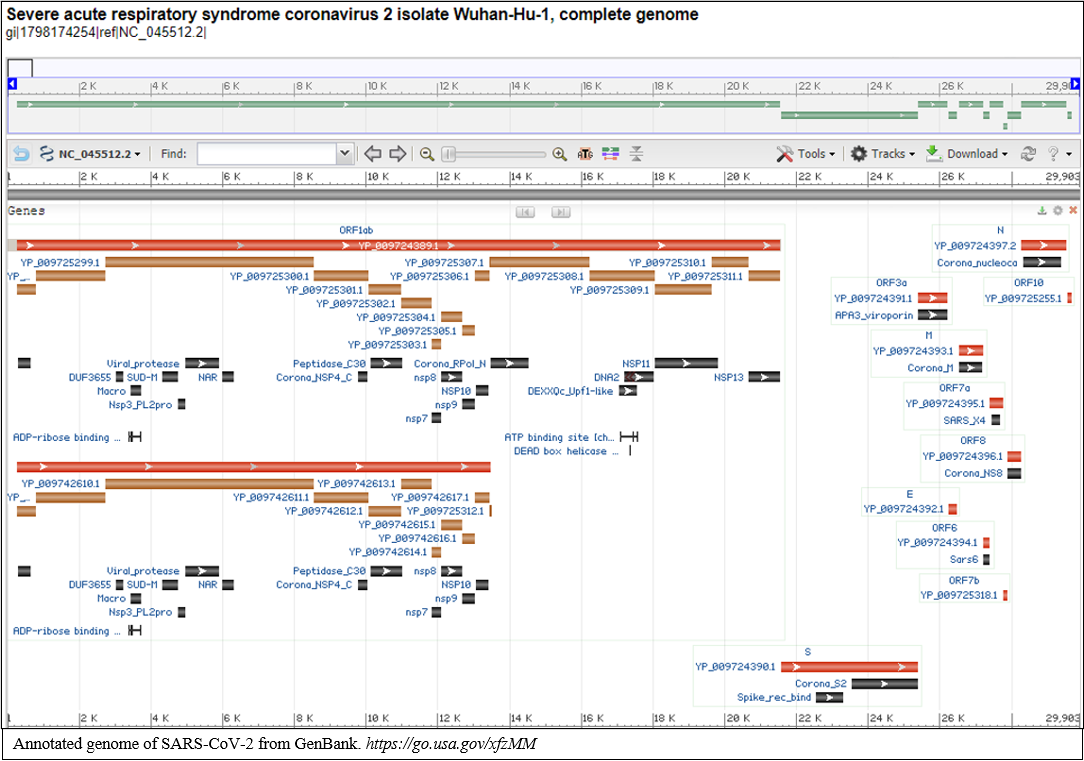 Severe acute respiratory syndrome coronavirus 2 isolate Wuhan-Hu-1, complete genome
gi|1798174254|ref|NC_045512.2|
2 K 4 K 6 K 8 K 10 K 12 K 14 K 16 K 18 K 20 K 22 K 24 K 26 K 29,90
NC_045512.2 Find: Tools Tracks Download ?
1 2 K 4 K 6 K 8 K 10 K 12 K 14 K 16 K 18 K 20 K 22 K 24 K 26 K 29,903
Genes
ORF1ab N
YP_009724389.1 YP_009724397.2
YP_009725299.1 YP_009725307.1 YP_009725310.1 Corona_nucleoca
YP_… YP_009725300.1 YP_009725306.1 YP_009725308.1 YP_009725311.1
YP_009725301.1 YP_009725309.1 ORF3a ORF10
YP_009725302.1 YP_009724391.1 YP_009725255.1
YP_009725304.1 APA3_viroporin
YP_009725305.1 M
YP_009725303.1 YP_009724393.1
Viral_protease Peptidase_C30 Corona_RPol_N NSP11 Corona_M
DUF3655 SUD-M NAR Corona_NSP4_C nsp8 DNA2 NSP13
Macro NSP10 DEXXQc_Upf1-like ORF7a
Nsp3_PL2pro nsp9 YP_009724395.1
nsp7 SARS_X4
ADP-ribose binding ... ATP binding site [ch... ORF8
DEAD box helicase ... YP_009724396.1
Corona_NS8
YP_009742610.1 YP_009742613.1
YP_… YP_009742611.1 YP_009742617.1 E
YP_009742612.1 YP_009725312.1 YP_009724392.1
YP_009742615.1 ORF6
YP_009742616.1 YP_009724394.1
YP_009742614.1 Sars6
Viral_protease Peptidase_C30 nsp8
DUF3655 SUD-M NAR Corona_NSP4_C NSP10 ORF7b
Macro nsp9 YP_009725318.1
Nsp3_PL2pro nsp7
ADP-ribose binding ...
S
YP_009724390.1
Corona_S2
Spike_rec_bind
1 2 K 4 K 6 K 8 K 10 K 12 K 14 K 16 K 18 K 20 K 22 K 24 K 26 K 29,903
Annotated genome of SARS-CoV-2 from GenBank. https://go.usa.gov/xfzMM